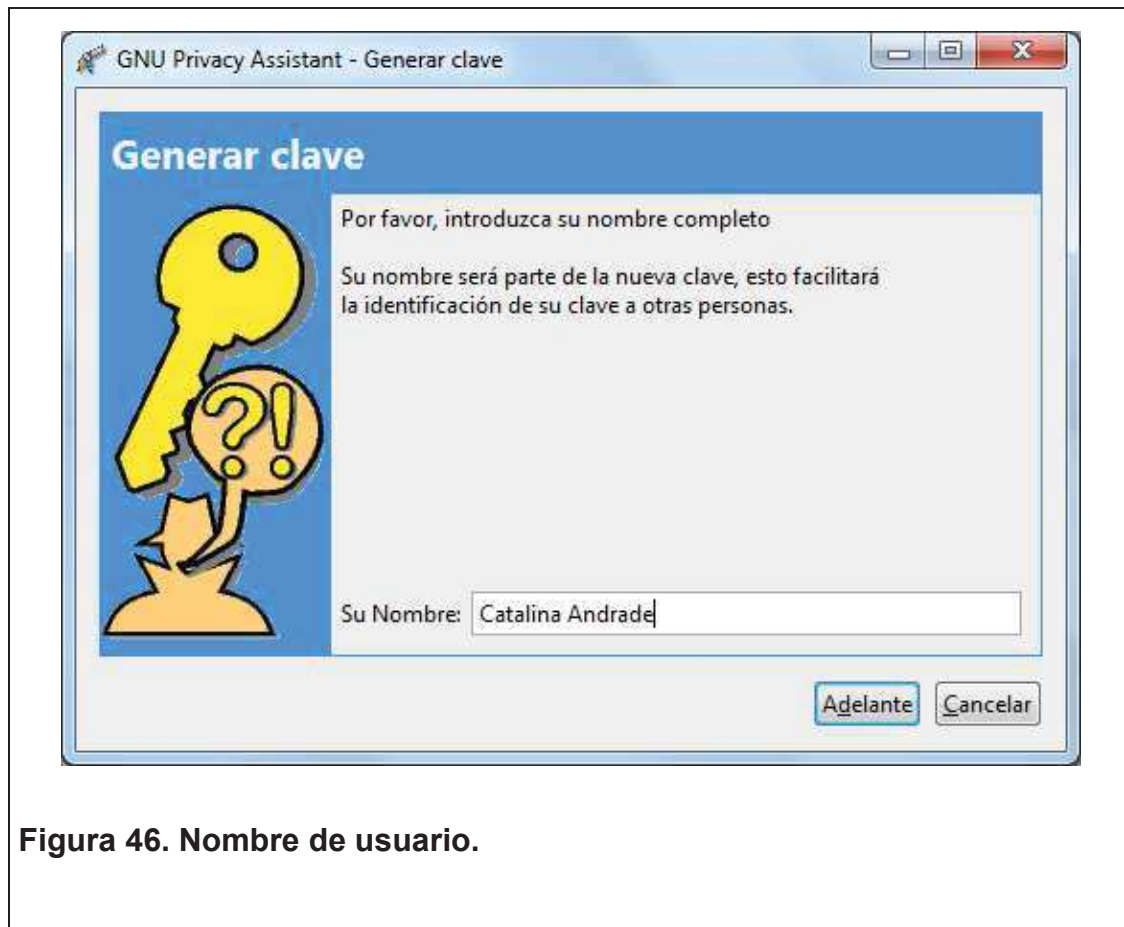 GNU Privacy Assistant - Generar clave
Generar clave
Por favor, introduzca su nombre completo
Su nombre será parte de la nueva clave, esto facilitará
la identificación de su clave a otras personas.
?!
Su Nombre: Catalina Andrade
Adelante Cancelar
Figura 46. Nombre de usuario.